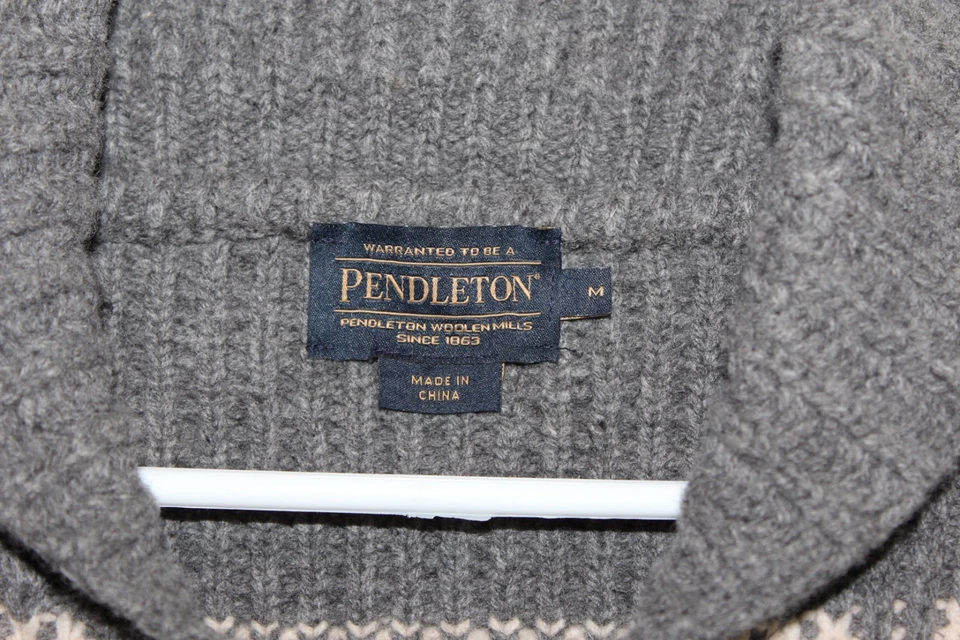 WARRANTED TO BE A
PENDLETON®
M
PENDLETON WOOLEN MILLS
SINCE 1863
MADE IN
CHINA